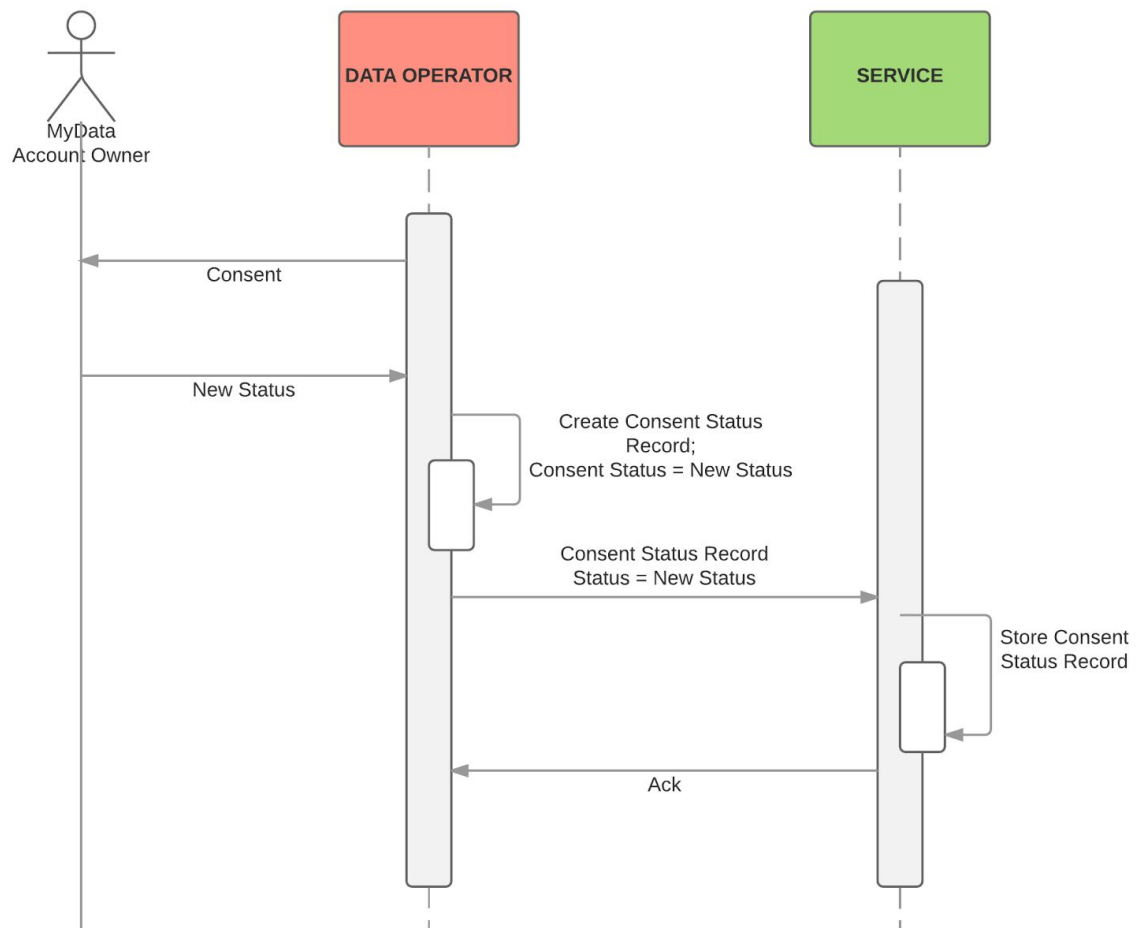 MyData
Account Owner
DATA OPERATOR
SERVICE
Consent
New Status
Create Consent Status
Record;
Consent Status = New Status
Consent Status Record
Status = New Status
Store Consent
Status Record
Ack